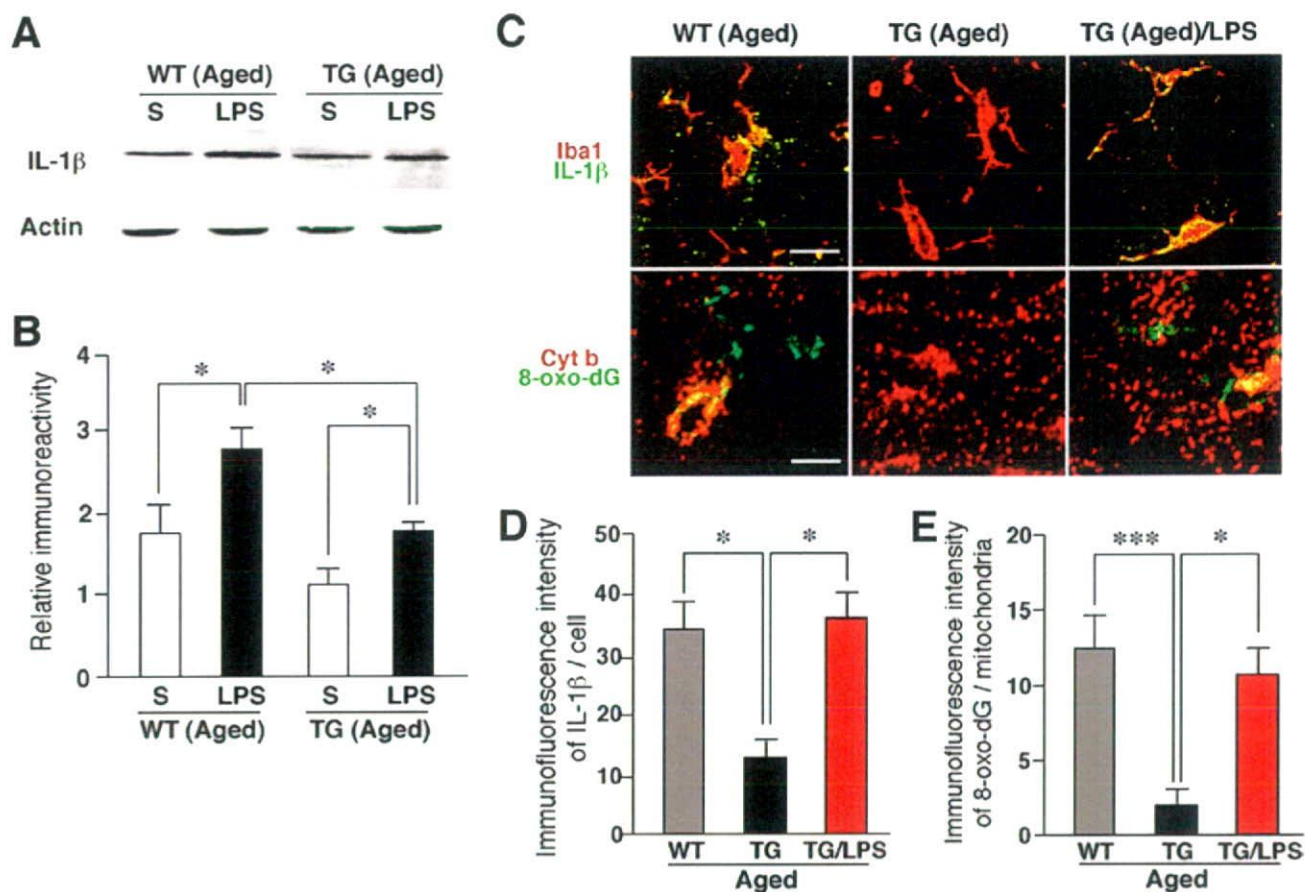 A
WT (Aged) TG (Aged)
S LPS S LPS
IL-1β
Actin
B
Relative immunoreactivity
4
3
2
1
0
* * *
S LPS S LPS
WT (Aged) TG (Aged)
C
WT (Aged) TG (Aged) TG (Aged)/LPS
Iba1
IL-1β
Cyt b
8-oxo-dG
D
Immunofluorescence intensity
of IL-1β / cell
50
40
30
20
10
0
* *
WT TG TG/LPS
Aged
E
Immunofluorescence intensity
of 8-oxo-dG / mitochondria
20
15
10
5
0
*** *
WT TG TG/LPS
Aged